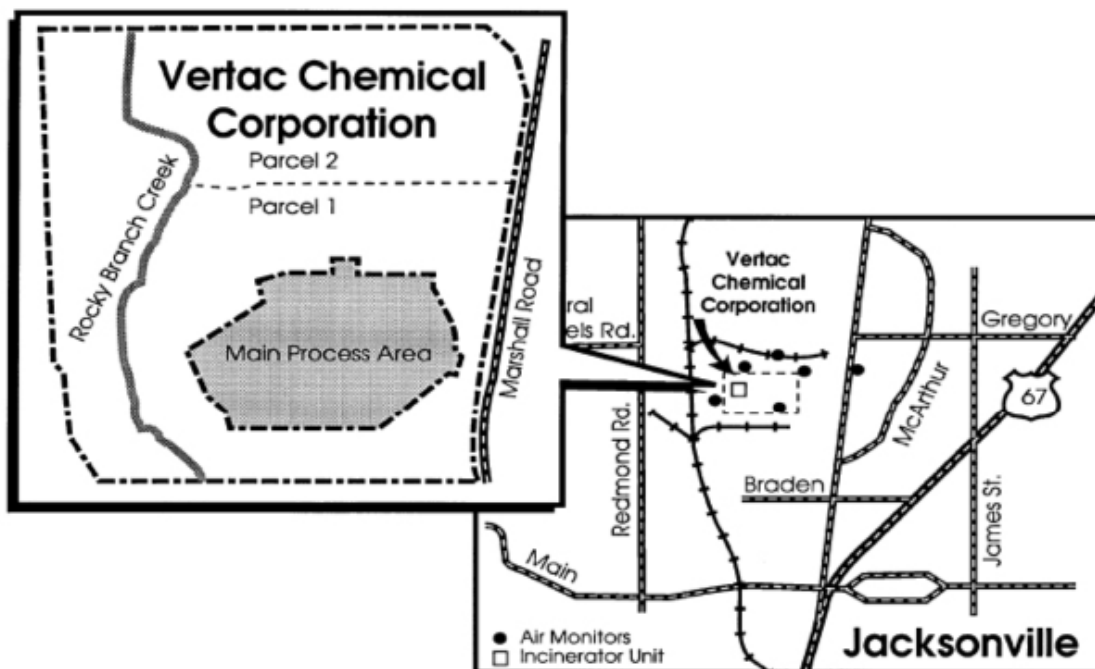 Vertac Chemical
Corporation
Parcel 2
Parcel 1
Rocky Branch Creek
Main Process Area
Marshall Road
Vertac
Chemical
Corporation
Rd.
Gregory
67
McArthur
Redmond Rd.
Braden
James St.
Main
Air Monitors
Incinerator Unit
Jacksonville